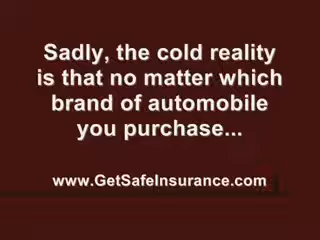 Sadly, the cold reality
is that no matter which
brand of automobile
you purchase...
www.GetSafeInsurance.com